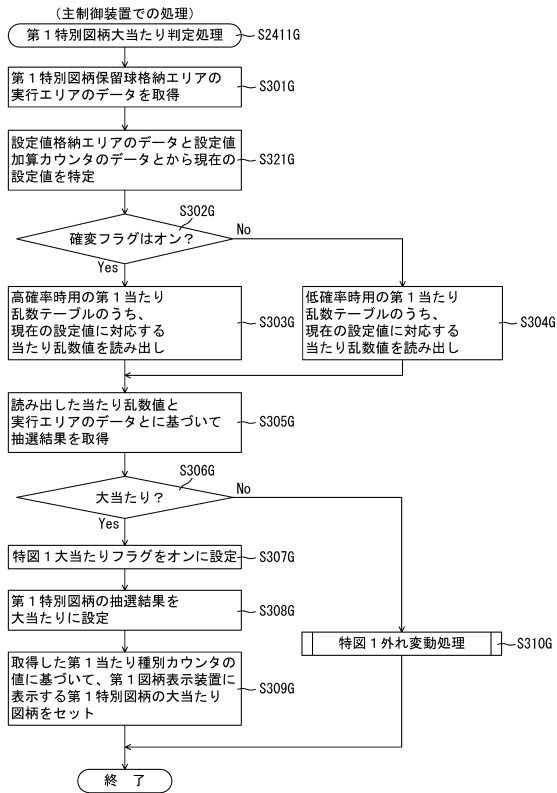 （主制御装置での処理）
第１特別図柄大当たり判定処理
S2411G
第１特別図柄保留球格納エリアの
実行エリアのデータを取得
S301G
設定値格納エリアのデータと設定値
加算カウンタのデータとから現在の
設定値を特定
S321G
S302G
確変フラグはオン？
No
Yes
高確率時用の第１当たり
乱数テーブルのうち、
現在の設定値に対応する
当たり乱数値を読み出し
S303G
低確率時用の第１当たり
乱数テーブルのうち、
現在の設定値に対応する
当たり乱数値を読み出し
S304G
読み出した当たり乱数値と
実行エリアのデータとに基づいて
抽選結果を取得
S305G
S306G
大当たり？
No
Yes
特図１大当たりフラグをオンに設定
S307G
第１特別図柄の抽選結果を
大当たりに設定
S308G
特図１外れ変動処理
S310G
取得した第１当たり種別カウンタの
値に基づいて、第１図柄表示装置に
表示する第１特別図柄の大当たり
図柄をセット
S309G
終　了